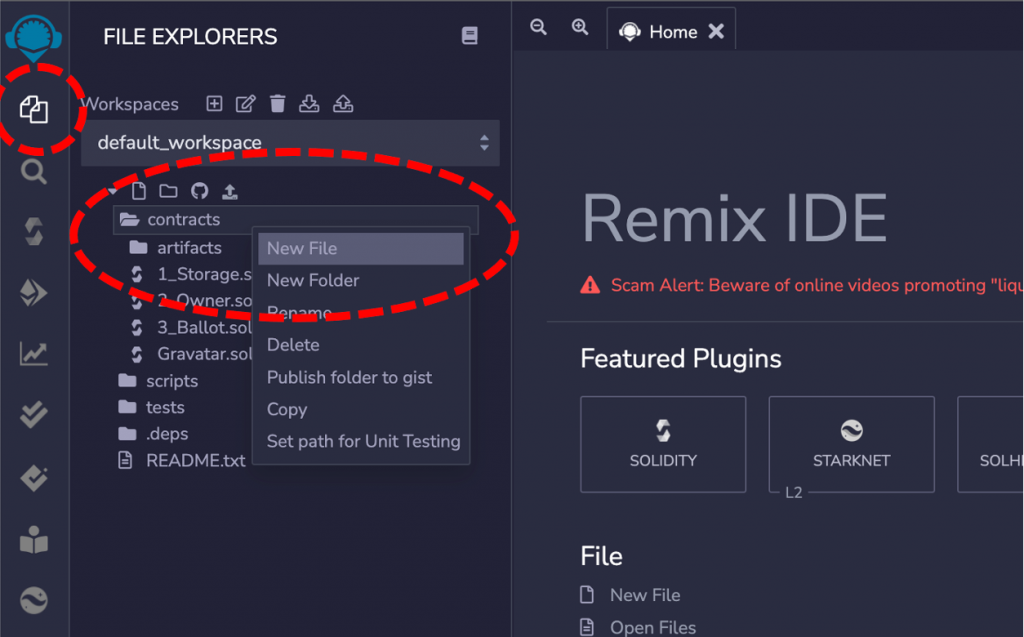 FILE EXPLORERS
Home
Workspaces
default_workspace
contracts
artifacts
1_Storage.s
2_Owner.so
3_Ballot.sol
Gravatar.sol
scripts
tests
.deps
README.txt
New File
New Folder
Rename
Delete
Publish folder to gist
Copy
Set path for Unit Testing
Remix IDE
Scam Alert: Beware of online videos promoting "liqu
Featured Plugins
SOLIDITY
STARKNET
L2
SOLH
File
New File
Open Files